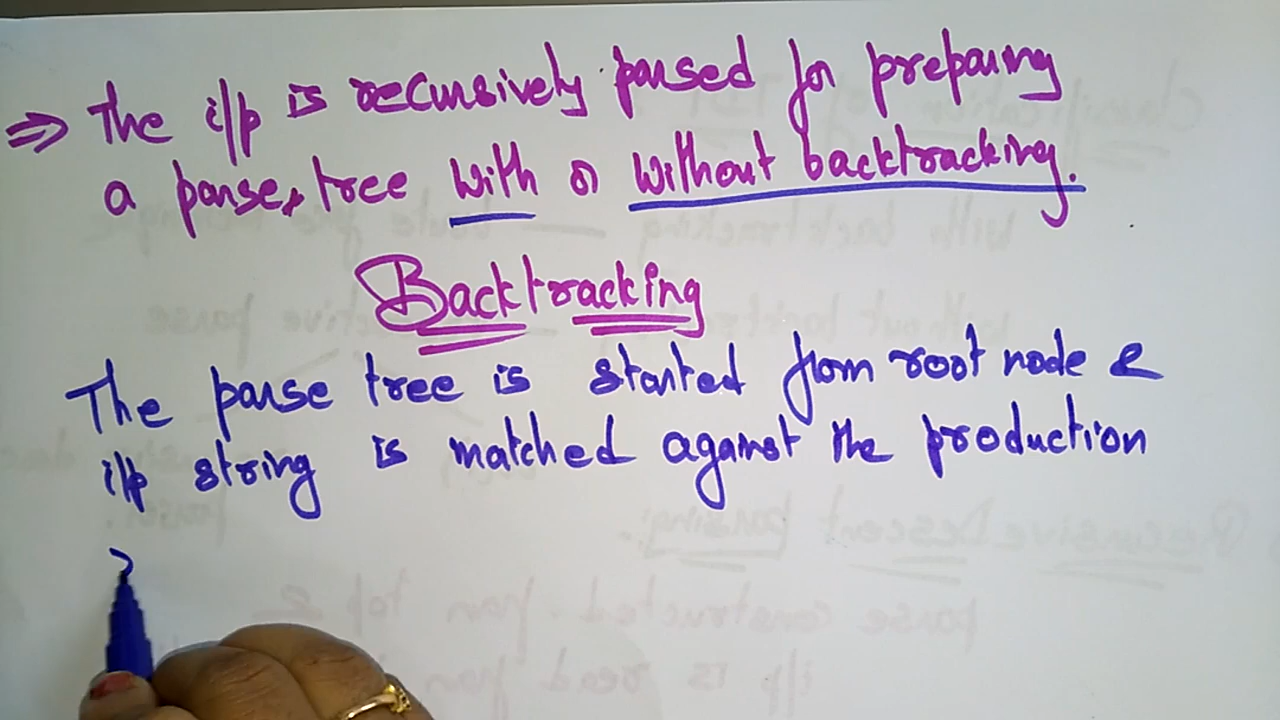 ⇒ The i/p is recursively parsed for preparing
a parse tree with or without backtracking.
Backtracking
The parse tree is started from root node &
i/p string is matched against the production